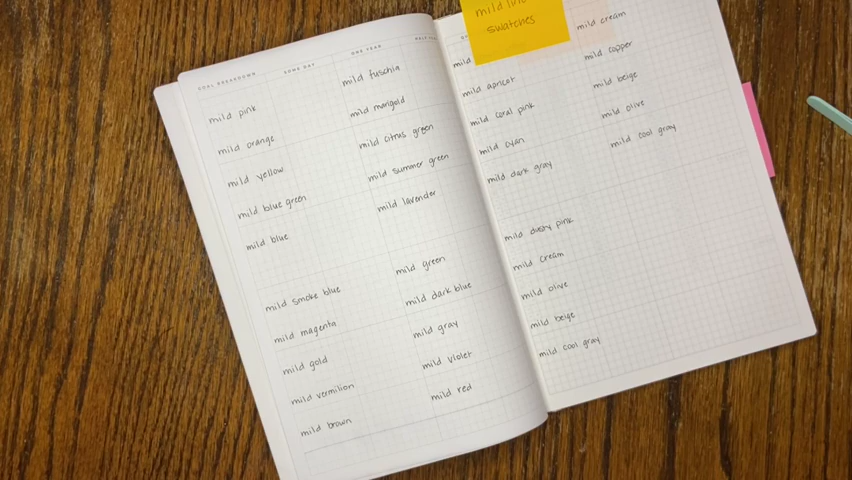 GOAL BREAKDOWN
SOME DAY
ONE YEAR
mild pink
mild orange
mild yellow
mild blue green
mild blue
mild smoke blue
mild magenta
mild gold
mild vermilion
mild brown
mild fuschia
mild marigold
mild citrus green
mild summer green
mild lavender
mild green
mild dark blue
mild gray
mild violet
mild red
mild
swatches
mild
mild apricot
mild coral pink
mild cyan
mild dark gray
mild dusty pink
mild cream
mild olive
mild beige
mild cool gray
mild cream
mild copper
mild beige
mild olive
mild cool gray